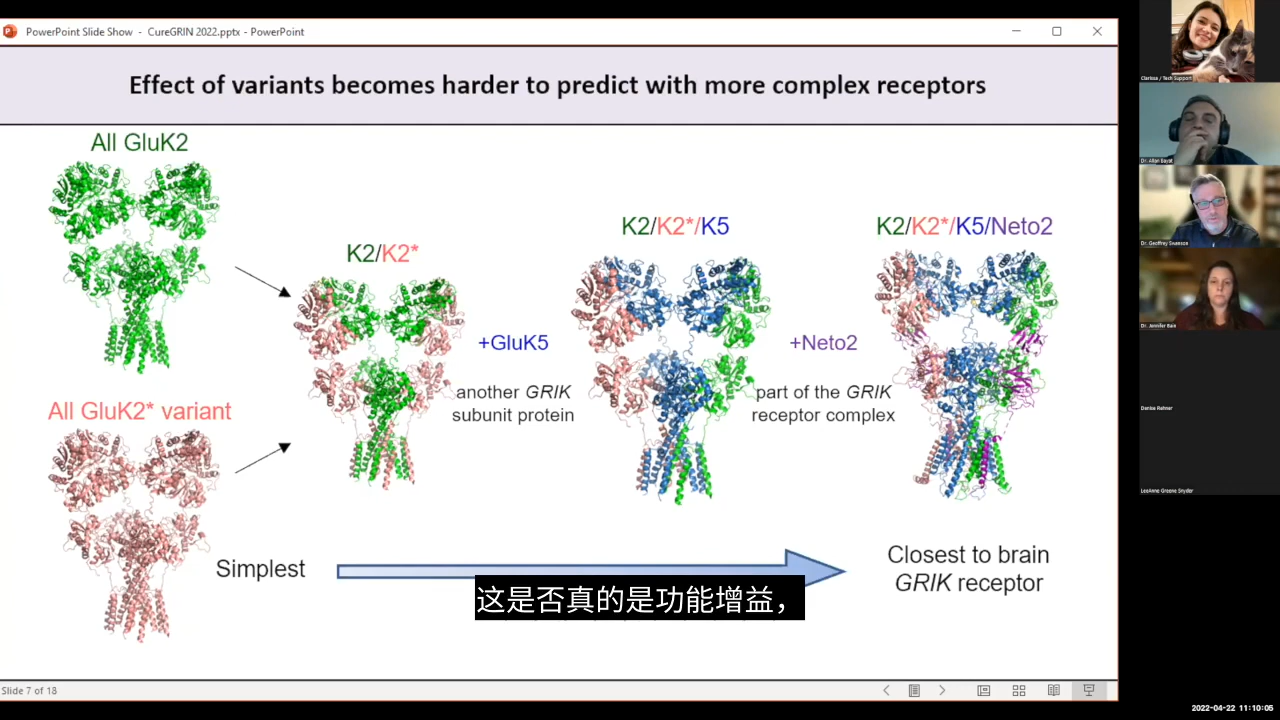 PowerPoint Slide Show - CureGRIN 2022.pptx - PowerPoint
Effect of variants becomes harder to predict with more complex receptors
All GluK2
All GluK2* variant
K2/K2*
+GluK5
another GRIK
subunit protein
K2/K2*/K5
+Neto2
part of the GRIK
receptor complex
K2/K2*/K5/Neto2
Simplest
Closest to brain
GRIK receptor
这是否真的是功能增益，
Slide 7 of 18
Clarissa / Tech Support
Dr. Allan Bayat
Dr. Geoffrey Swanson
Dr. Jennifer Bain
Denise Rehner
LeeAnne Greene Snyder
2022-04-22 11:10:05